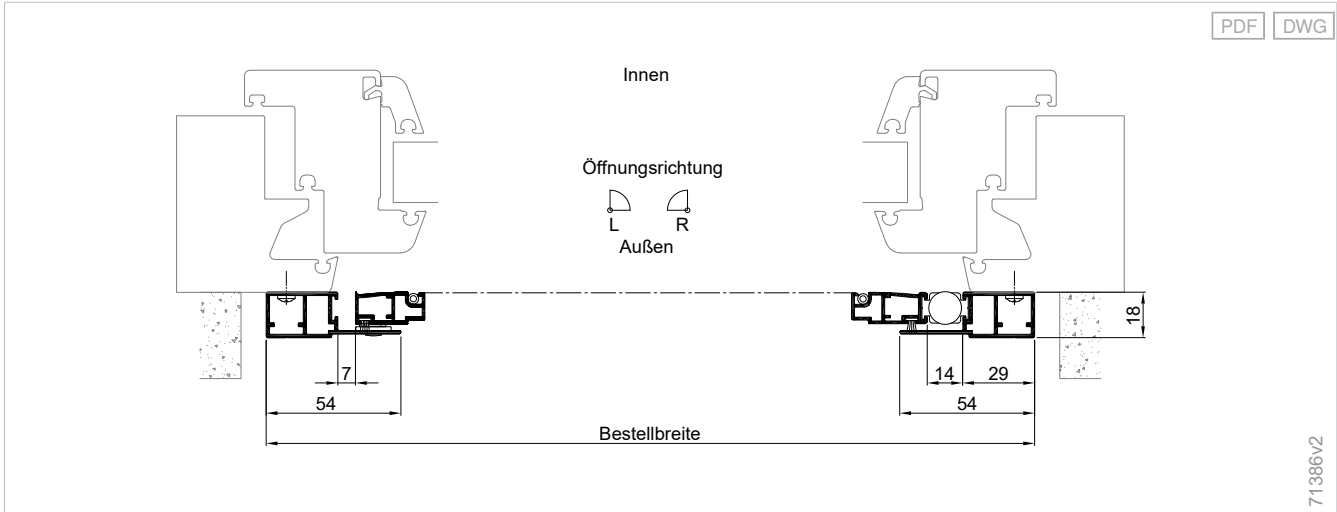 PDF DWG
Innen
Öffnungsrichtung
L R
Außen
18
7 14 29
54 54
Bestellbreite
71386v2